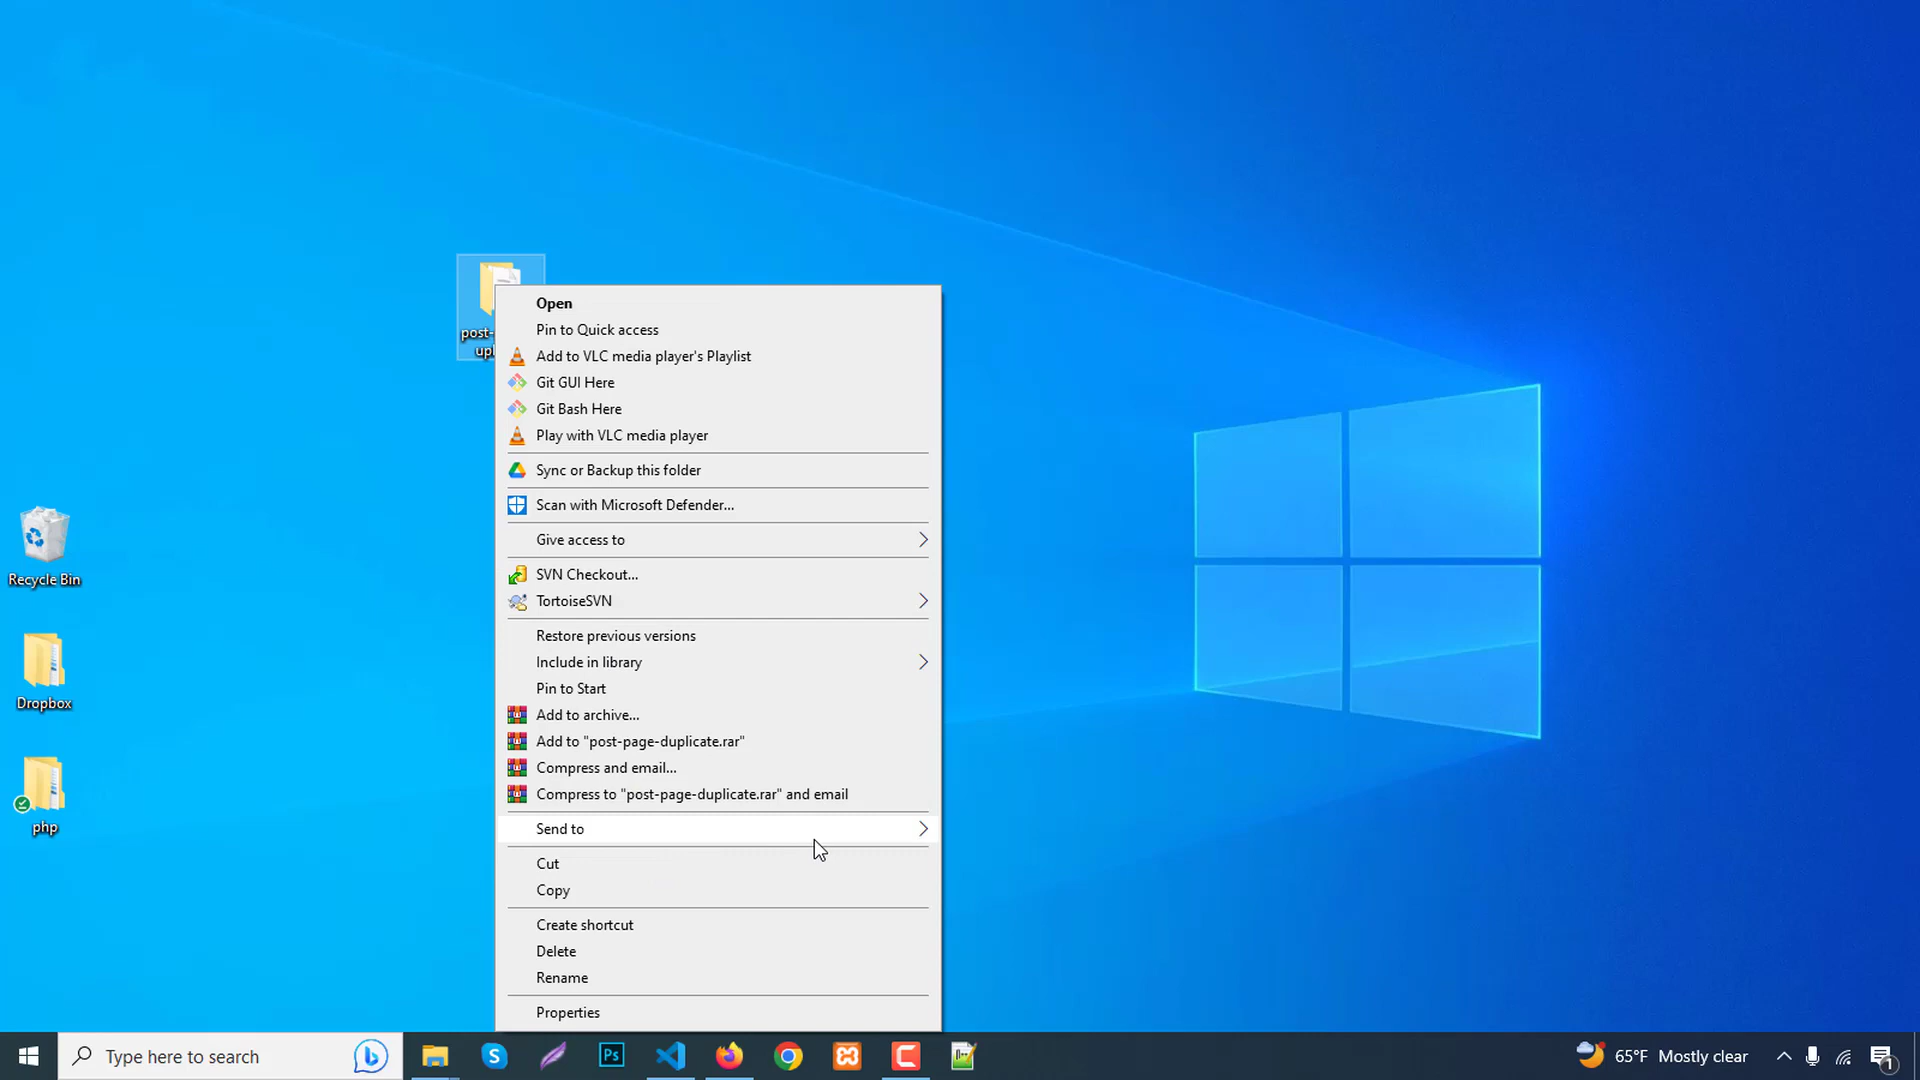 post-
upl
Open
Pin to Quick access
Add to VLC media player's Playlist
Git GUI Here
Git Bash Here
Play with VLC media player
Sync or Backup this folder
Scan with Microsoft Defender...
Give access to
SVN Checkout...
TortoiseSVN
Restore previous versions
Include in library
Pin to Start
Add to archive...
Add to "post-page-duplicate.rar"
Compress and email...
Compress to "post-page-duplicate.rar" and email
Send to
Cut
Copy
Create shortcut
Delete
Rename
Properties
Recycle Bin
Dropbox
php
Type here to search
Ps
65°F Mostly clear
1